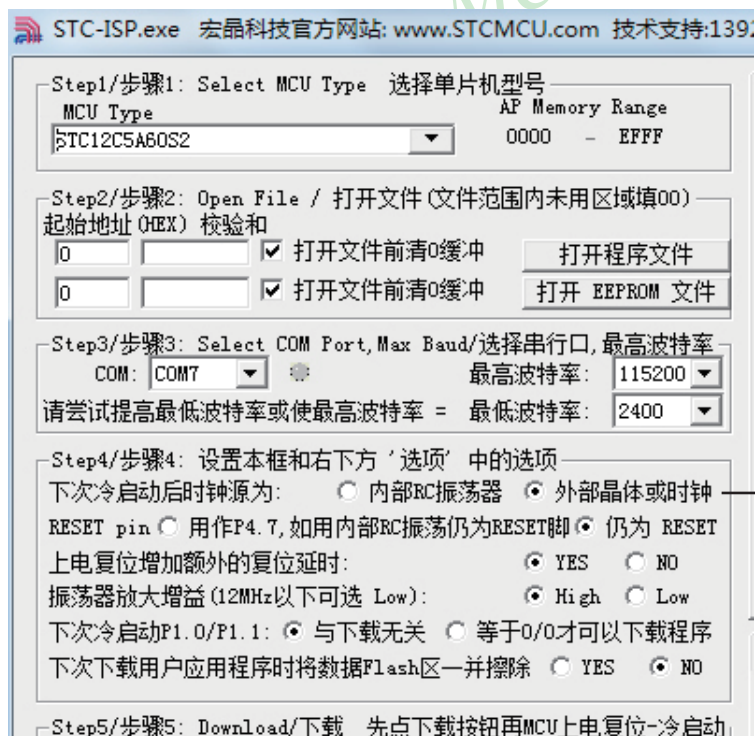 STC-ISP.exe 宏晶科技官方网站: www.STCMCU.com 技术支持:1392
Step1/步骤1: Select MCU Type 选择单片机型号
MCU Type AP Memory Range
STC12C5A60S2 0000 - EFFF
Step2/步骤2: Open File / 打开文件(文件范围内未用区域填00)
起始地址(HEX) 校验和
0 打开文件前清0缓冲 打开程序文件
0 打开文件前清0缓冲 打开 EEPROM 文件
Step3/步骤3: Select COM Port,Max Baud/选择串行口,最高波特率
COM: COM7 最高波特率: 115200
请尝试提高最低波特率或使最高波特率 = 最低波特率: 2400
Step4/步骤4: 设置本框和右下方 '选项' 中的选项
下次冷启动后时钟源为: 内部RC振荡器 外部晶体或时钟
RESET pin 用作P4.7,如用内部RC振荡仍为RESET脚 仍为 RESET
上电复位增加额外的复位延时: YES NO
振荡器放大增益(12MHz以下可选 Low): High Low
下次冷启动P1.0/P1.1: 与下载无关 等于0/0才可以下载程序
下次下载用户应用程序时将数据Flash区一并擦除 YES NO
Step5/步骤5: Download/下载 先点下载按钮再MCU上电复位-冷启动